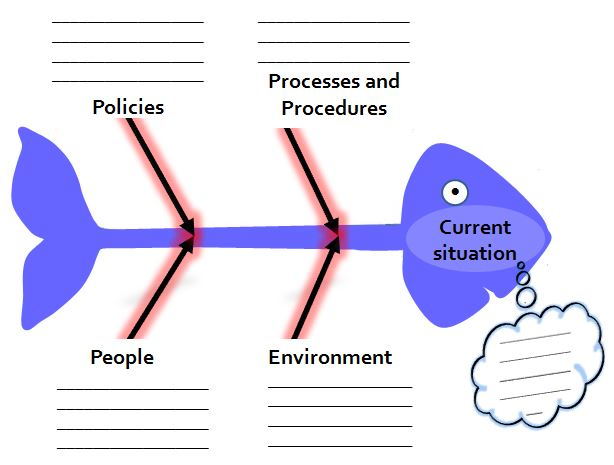 Processes and
Policies
Procedures
Current
situation
People
Environment